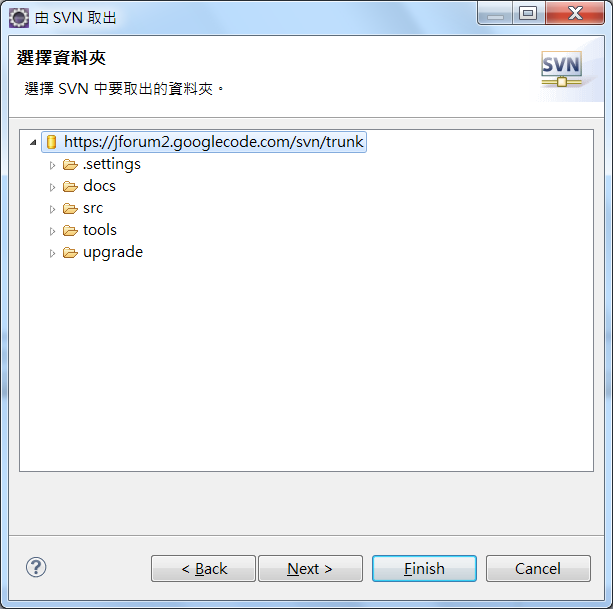 由 SVN 取出
選擇資料夾
選擇 SVN 中要取出的資料夾。
SVN
https://jforum2.googlecode.com/svn/trunk
.settings
docs
src
tools
upgrade
?
< Back
Next >
Finish
Cancel